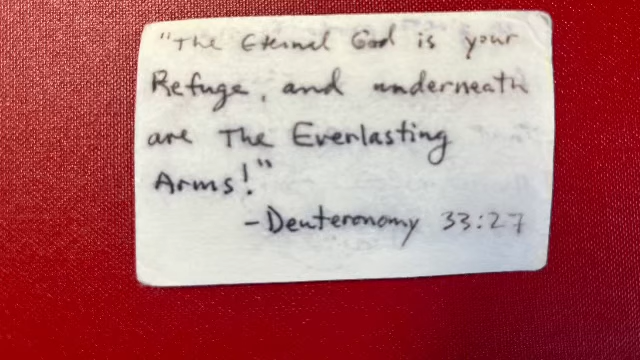 "The Eternal God is your
Refuge, and underneath
are The Everlasting
Arms!"
-Deuteronomy 33:27